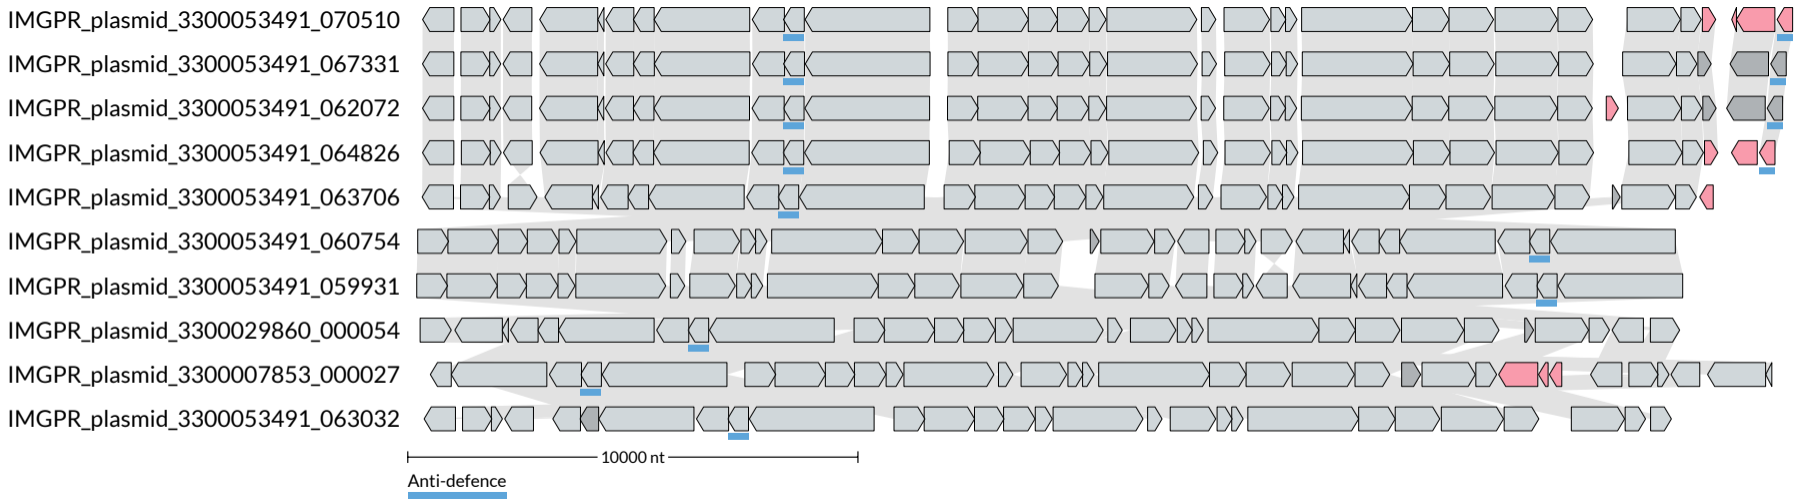 IMGPR_plasmid_3300053491_070510
IMGPR_plasmid_3300053491_067331
IMGPR_plasmid_3300053491_062072
IMGPR_plasmid_3300053491_064826
IMGPR_plasmid_3300053491_063706
IMGPR_plasmid_3300053491_060754
IMGPR_plasmid_3300053491_059931
IMGPR_plasmid_3300029860_000054
IMGPR_plasmid_3300007853_000027
IMGPR_plasmid_3300053491_063032
10000 nt
Anti-defence